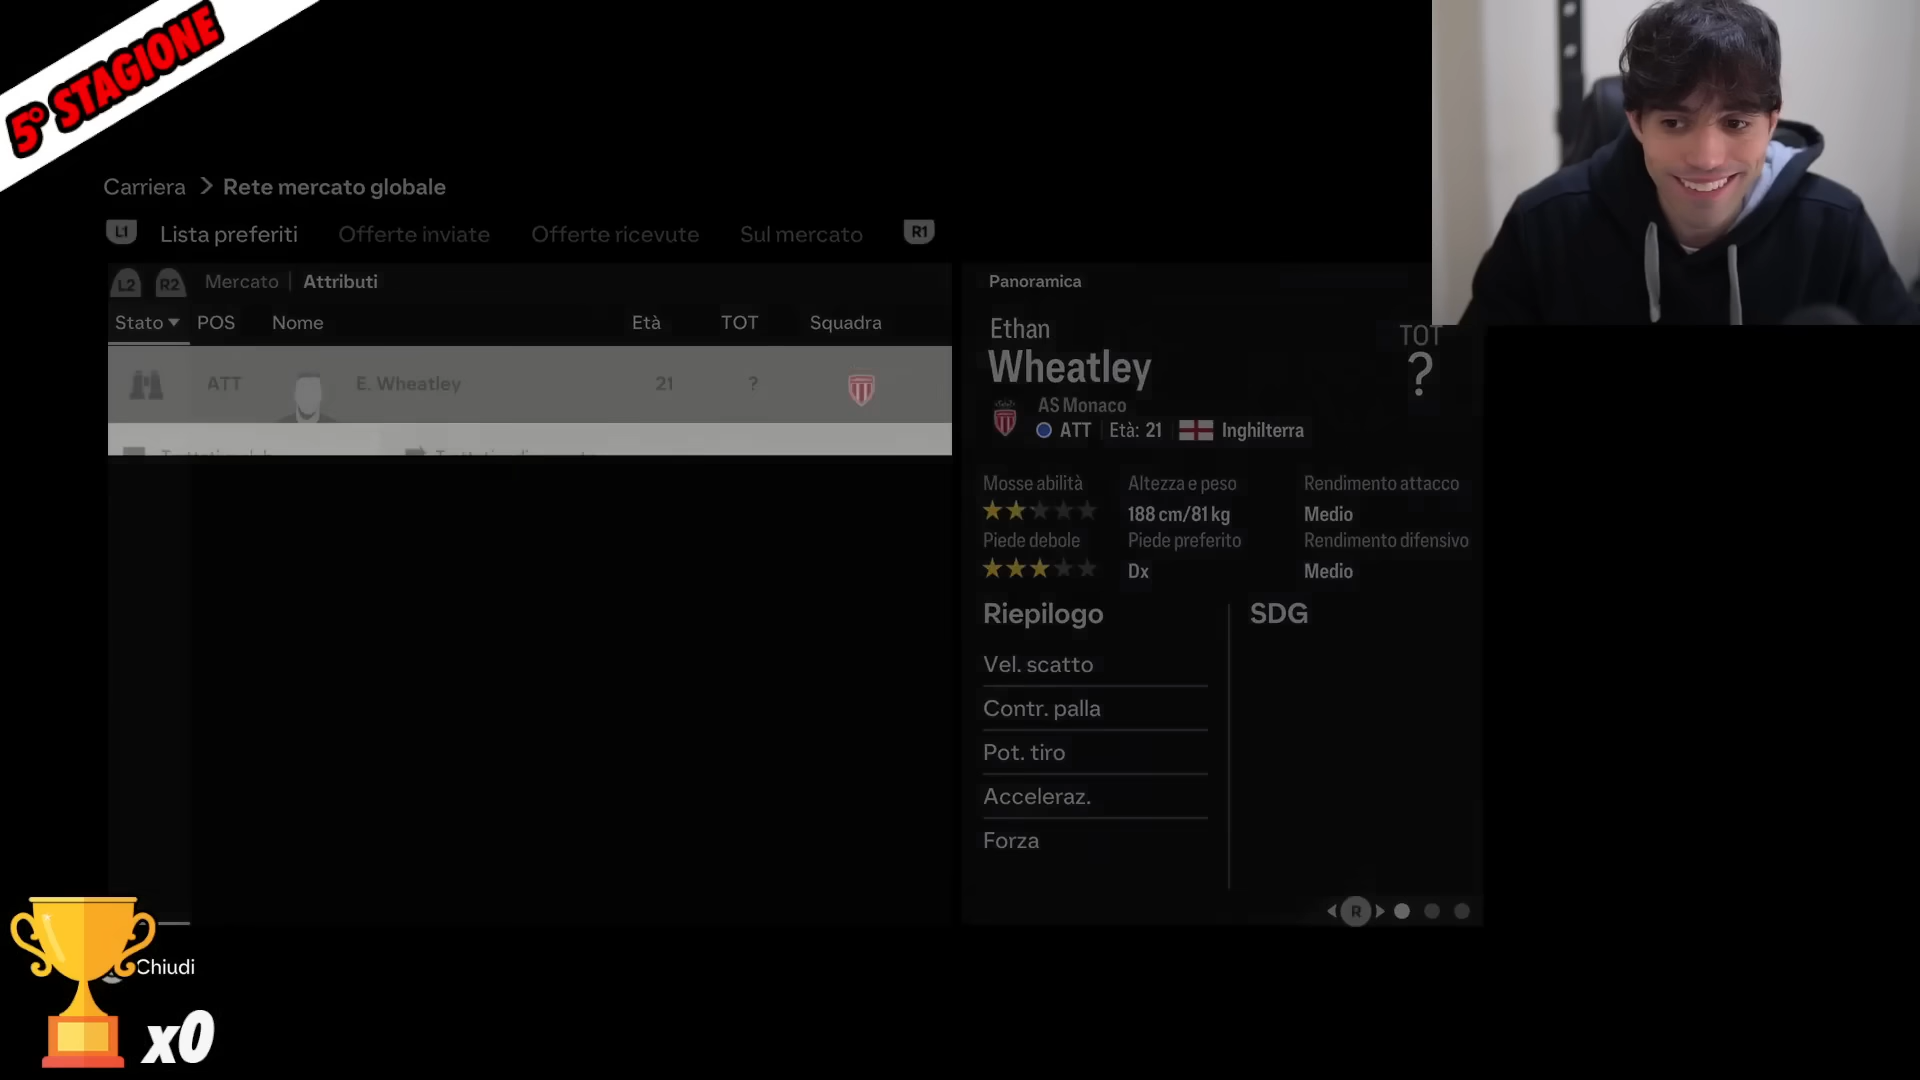 5° STAGIONE
Carriera > Rete mercato globale
L1 Lista preferiti Offerte inviate Offerte ricevute Sul mercato R1
L2 R2 Mercato | Attributi
Stato POS Nome Età TOT Squadra
ATT E. Wheatley 21 ?
Panoramica
Ethan
Wheatley
TOT
?
AS Monaco
ATT | Età: 21 Inghilterra
Mosse abilità Altezza e peso Rendimento attacco
188 cm/81 kg Medio
Piede debole Piede preferito Rendimento difensivo
Dx Medio
Riepilogo SDG
Vel. scatto
Contr. palla
Pot. tiro
Acceleraz.
Forza
R
Chiudi
x0